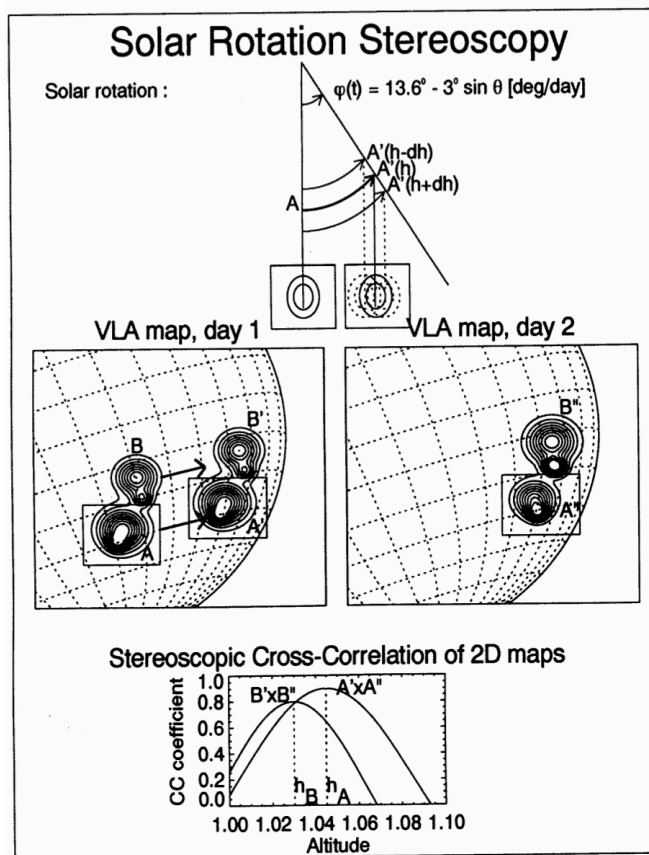 Solar Rotation Stereoscopy
Solar rotation :
φ(t) = 13.6° - 3° sin θ [deg/day]
A'(h-dh)
A'(h)
A'(h+dh)
A
VLA map, day 1
VLA map, day 2
B'
B
A'
A
B"
A"
Stereoscopic Cross-Correlation of 2D maps
CC coefficient
1.0
0.8
0.6
0.4
0.2
0.0
B'xB"
A'xA"
hB
hA
1.00 1.02 1.04 1.06 1.08 1.10
Altitude